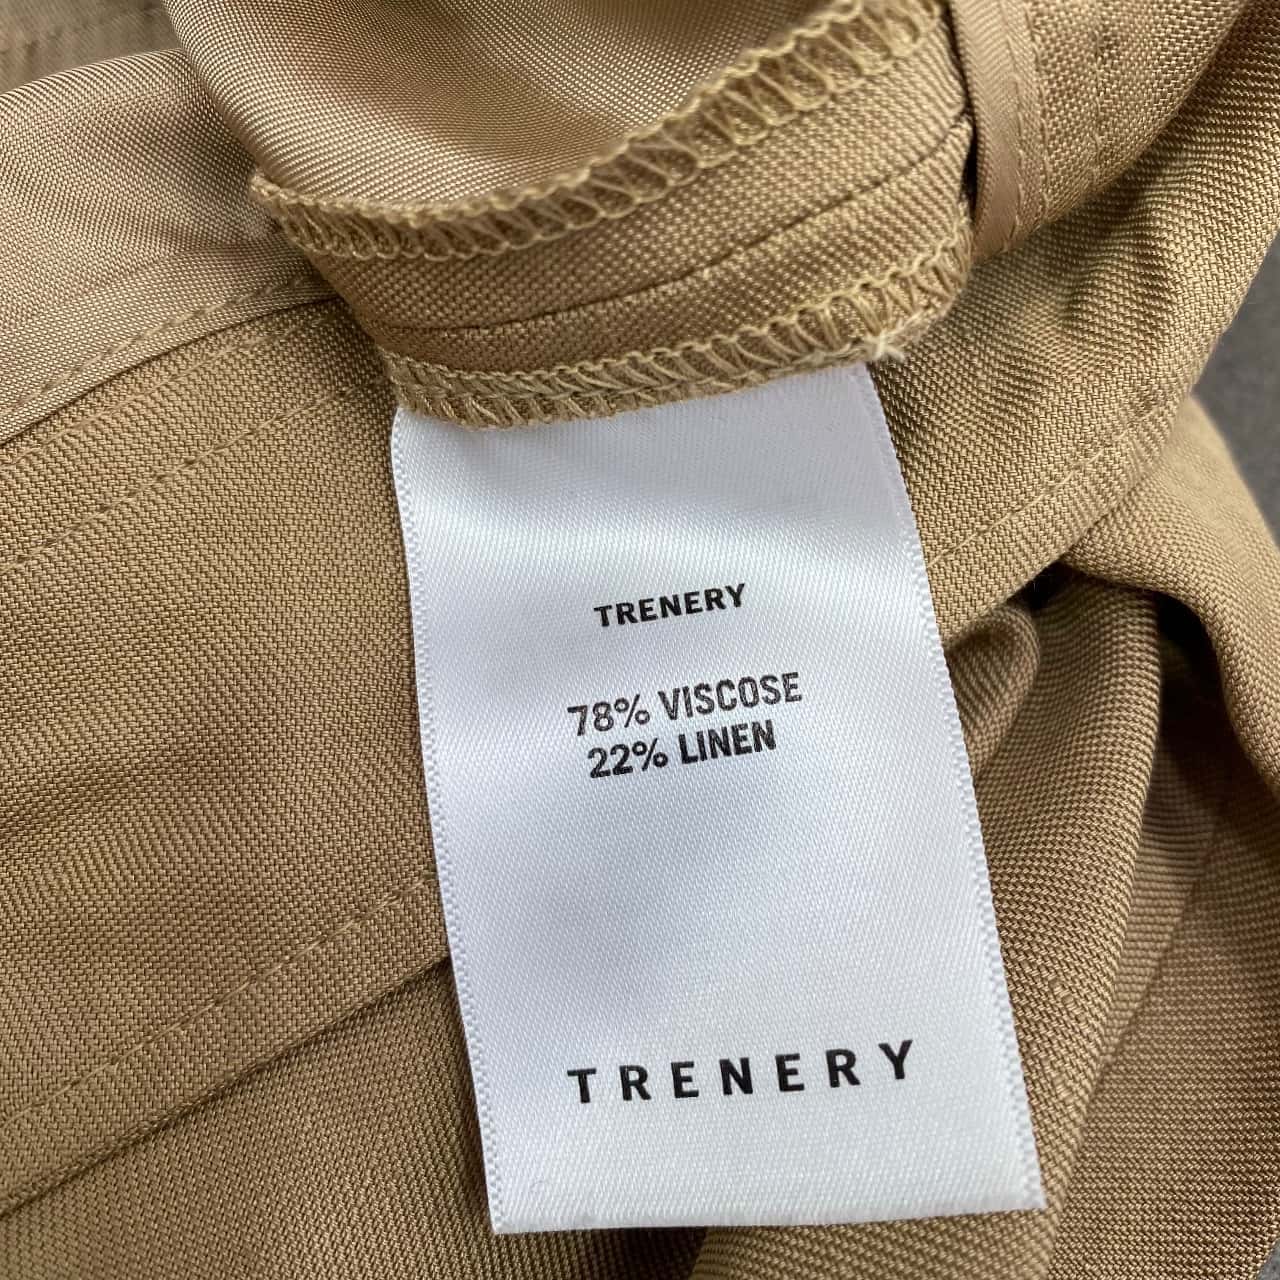 TRENERY
78% VISCOSE
22% LINEN
TRENERY